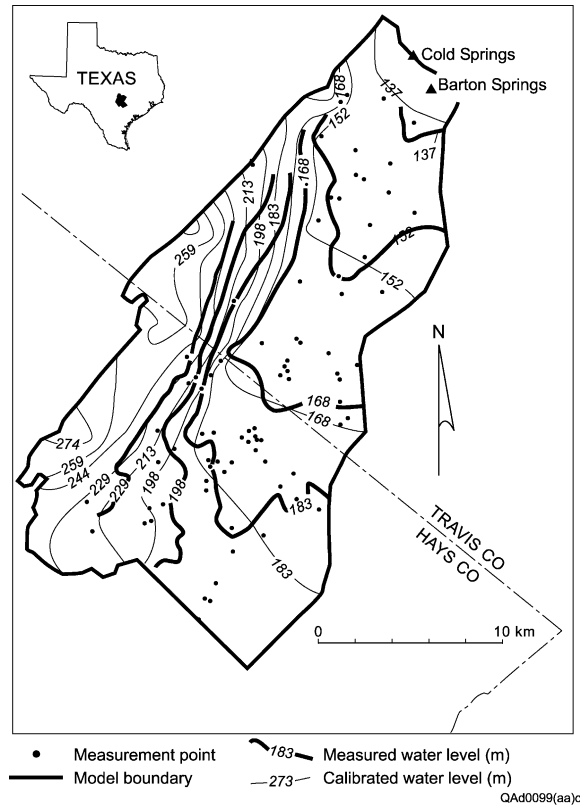 Cold Springs
Barton Springs
TEXAS
168
137
152
137
168
213
183
198
259
152
152
N
168
168
274
259
244
229
229
213
198
198
183
183
TRAVIS CO
HAYS CO
0 10 km
Measurement point
183 Measured water level (m)
Model boundary
273 Calibrated water level (m)
QAd0099(aa)c